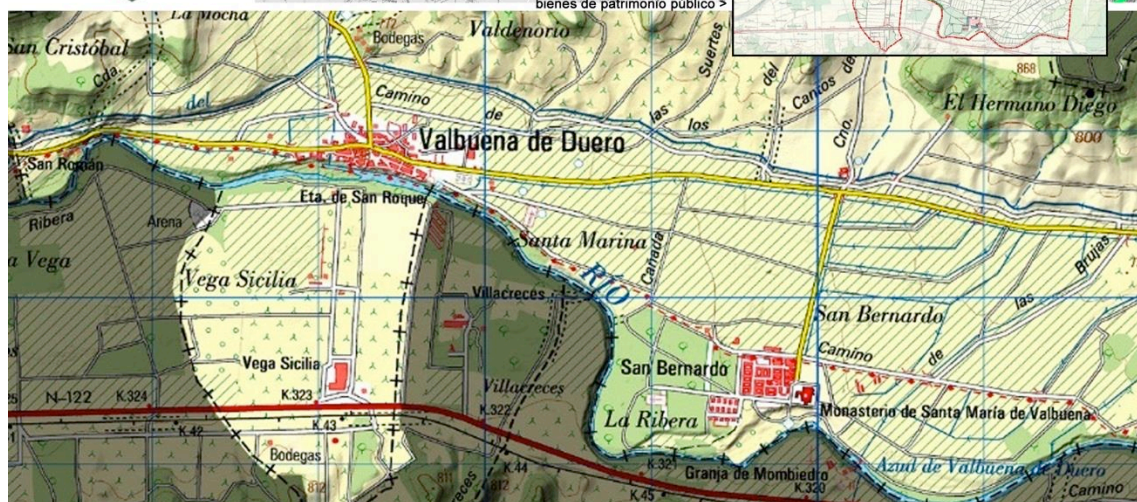 bienes de patrimonio público >
La Mocha
San Cristóbal
Cda.
Bodegas
Valdenorio
Suertes
las
del
Cantos de
los
868
El Hermano Diego
800
del
Camino de
Valbuena de Duero
Cno.
San Román
Ribera
Arena
Eta. de San Roque
a Vega
Vega Sicilia
Santa Marina
RÍO
Cañada
Brujas
las
de
Camino
Villacreces
San Bernardo
Vega Sicilia
Villacreces
San Bernardo
N-122
K.324
K.323
K.322
K.42
K.43
La Ribera
Monasterio de Santa María de Valbuena
Bodegas
812
811
812
K.44
K.45
Granja de Mombiedro
K.320
Azud de Valbuena de Duero
Camino